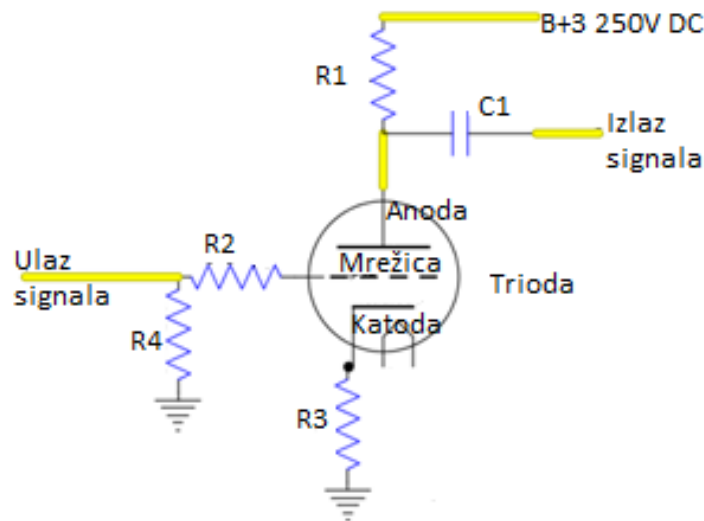 B+3 250V DC
R1
C1
Izlaz
signala
Anoda
R2
Mrežica
Ulaz
signala
Trioda
Katoda
R4
R3